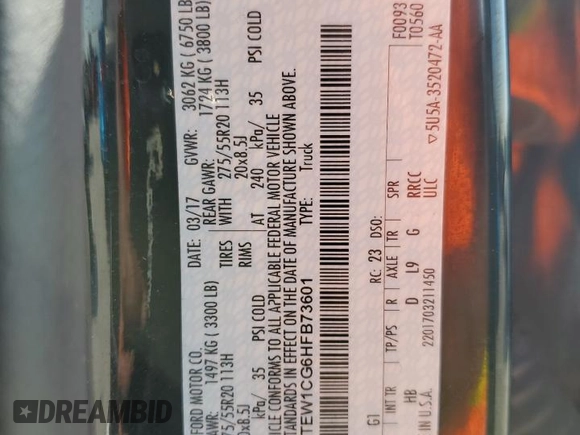 FORD MOTOR CO. DATE: 03/17 GVWR: 3062 KG ( 6750 LB)
GAWR: 1497 KG ( 3300 LB) REAR GAWR: 1724 KG ( 3800 LB)
275/55R20 113H TIRES WITH 275/55R20 113H
20x8.5J RIMS 20x8.5J
kPa/ 35 PSI COLD AT 240 kPa/ 35 PSI COLD
VEHICLE CONFORMS TO ALL APPLICABLE FEDERAL MOTOR VEHICLE
STANDARDS IN EFFECT ON THE DATE OF MANUFACTURE SHOWN ABOVE.
TEW1CG6HFB73601 TYPE: Truck
F0093
T0560
G1 RC: 23 DSO:
INT TR TP/PS R AXLE TR SPR
HB D L9 G RRCC
IN U.S.A. 2201703211450 ULC
▽5U5A-3520472-AA
DREAMBID